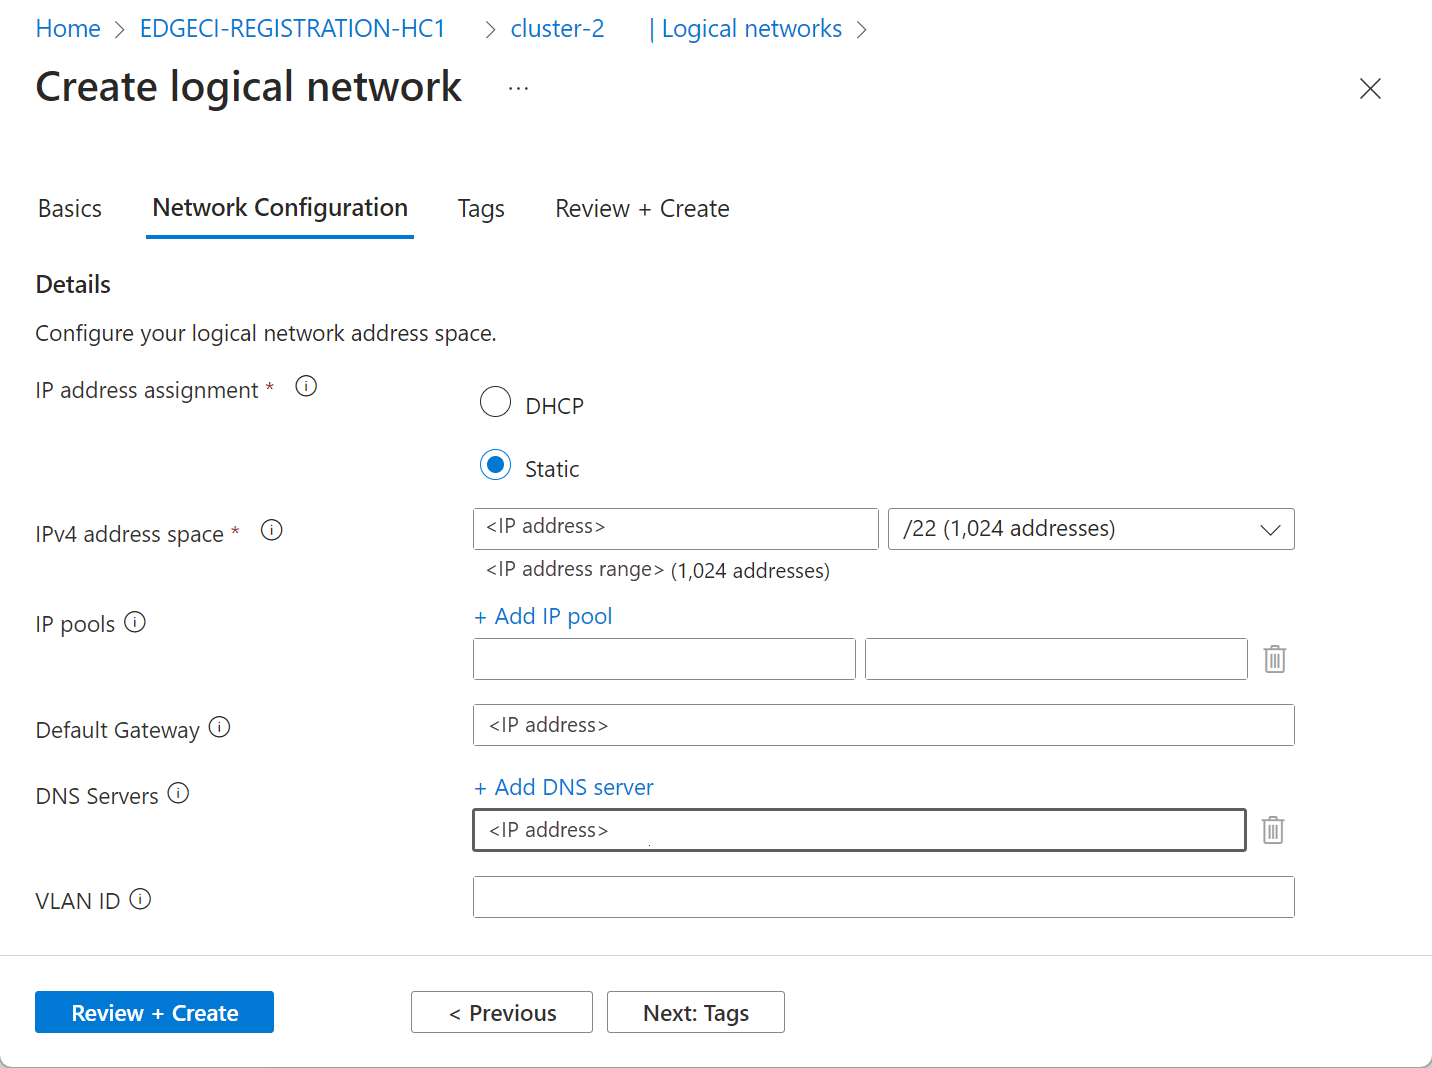 Home > EDGECI-REGISTRATION-HC1 > cluster-2 | Logical networks >
Create logical network ...
Basics Network Configuration Tags Review + Create
Details
Configure your logical network address space.
IP address assignment *
DHCP
Static
IPv4 address space * <IP address> /22 (1,024 addresses)
<IP address range> (1,024 addresses)
IP pools + Add IP pool
Default Gateway <IP address>
DNS Servers + Add DNS server
<IP address>
VLAN ID
Review + Create < Previous Next: Tags